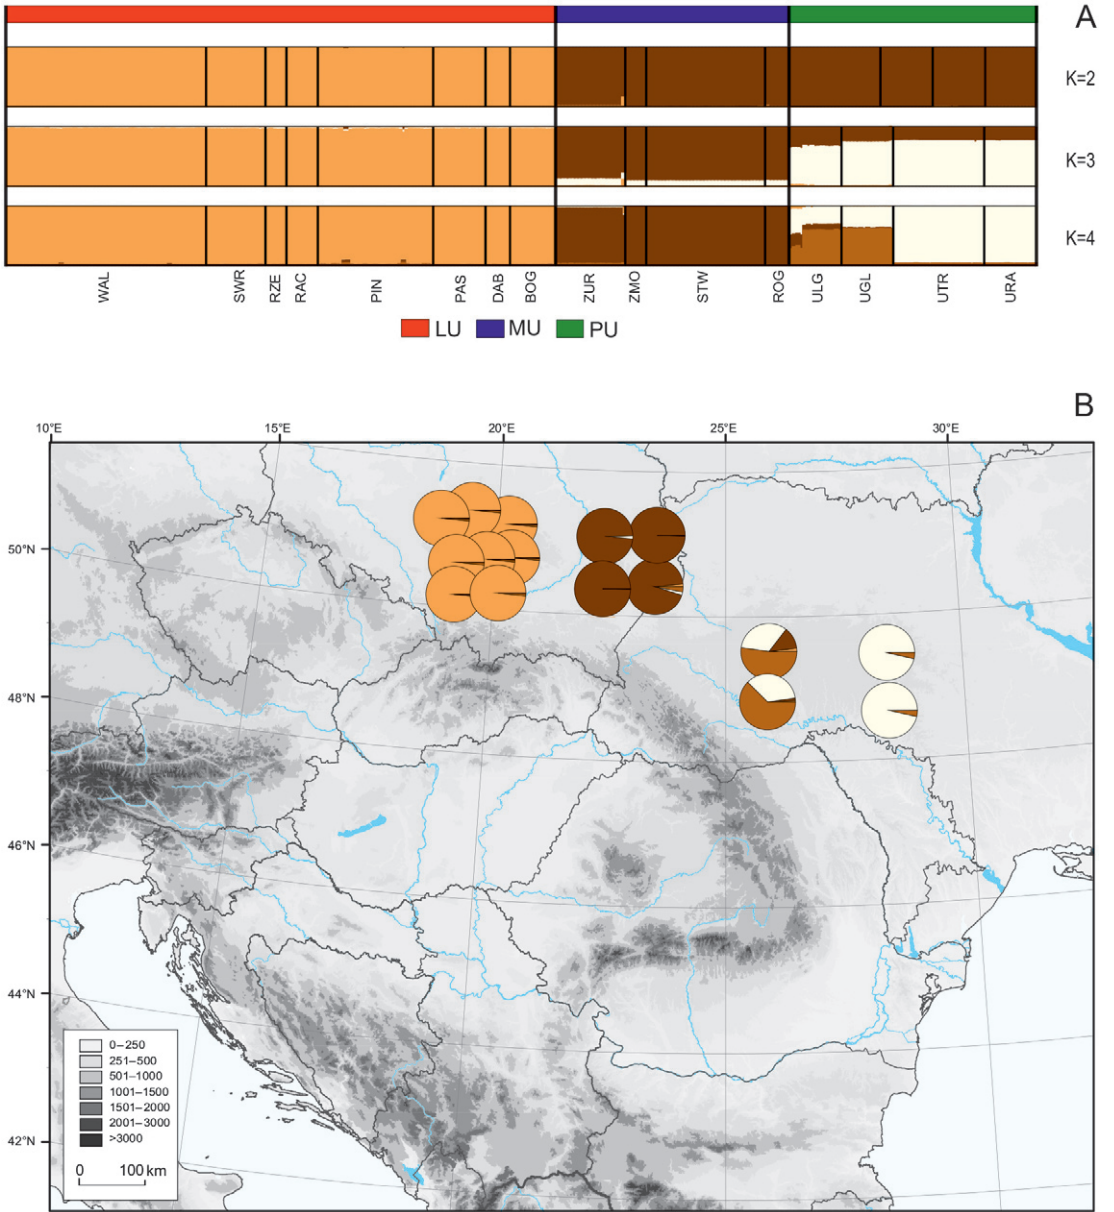 A
K=2
K=3
K=4
WAL SWR RZE RAC PIN PAS DAB BOG ZUR ZMO STW ROG ULG UGL UTR URA
LU MU PU
B
10°E 15°E 20°E 25°E 30°E
50°N
48°N
46°N
44°N
42°N
0–250
251–500
501–1000
1001–1500
1501–2000
2001–3000
>3000
0 100 km